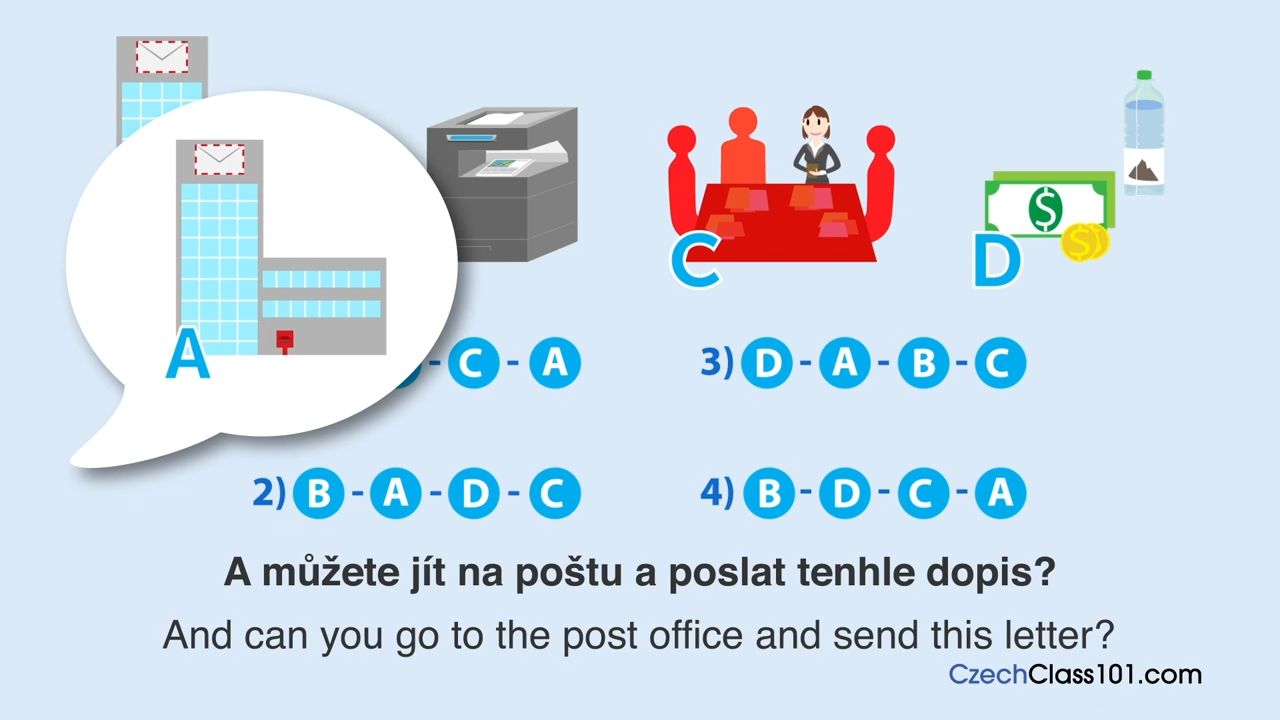 A
C
D
$
$
- C - A
3) D - A - B - C
2) B - A - D - C
4) B - D - C - A
A můžete jít na poštu a poslat tenhle dopis?
And can you go to the post office and send this letter?
CzechClass101.com